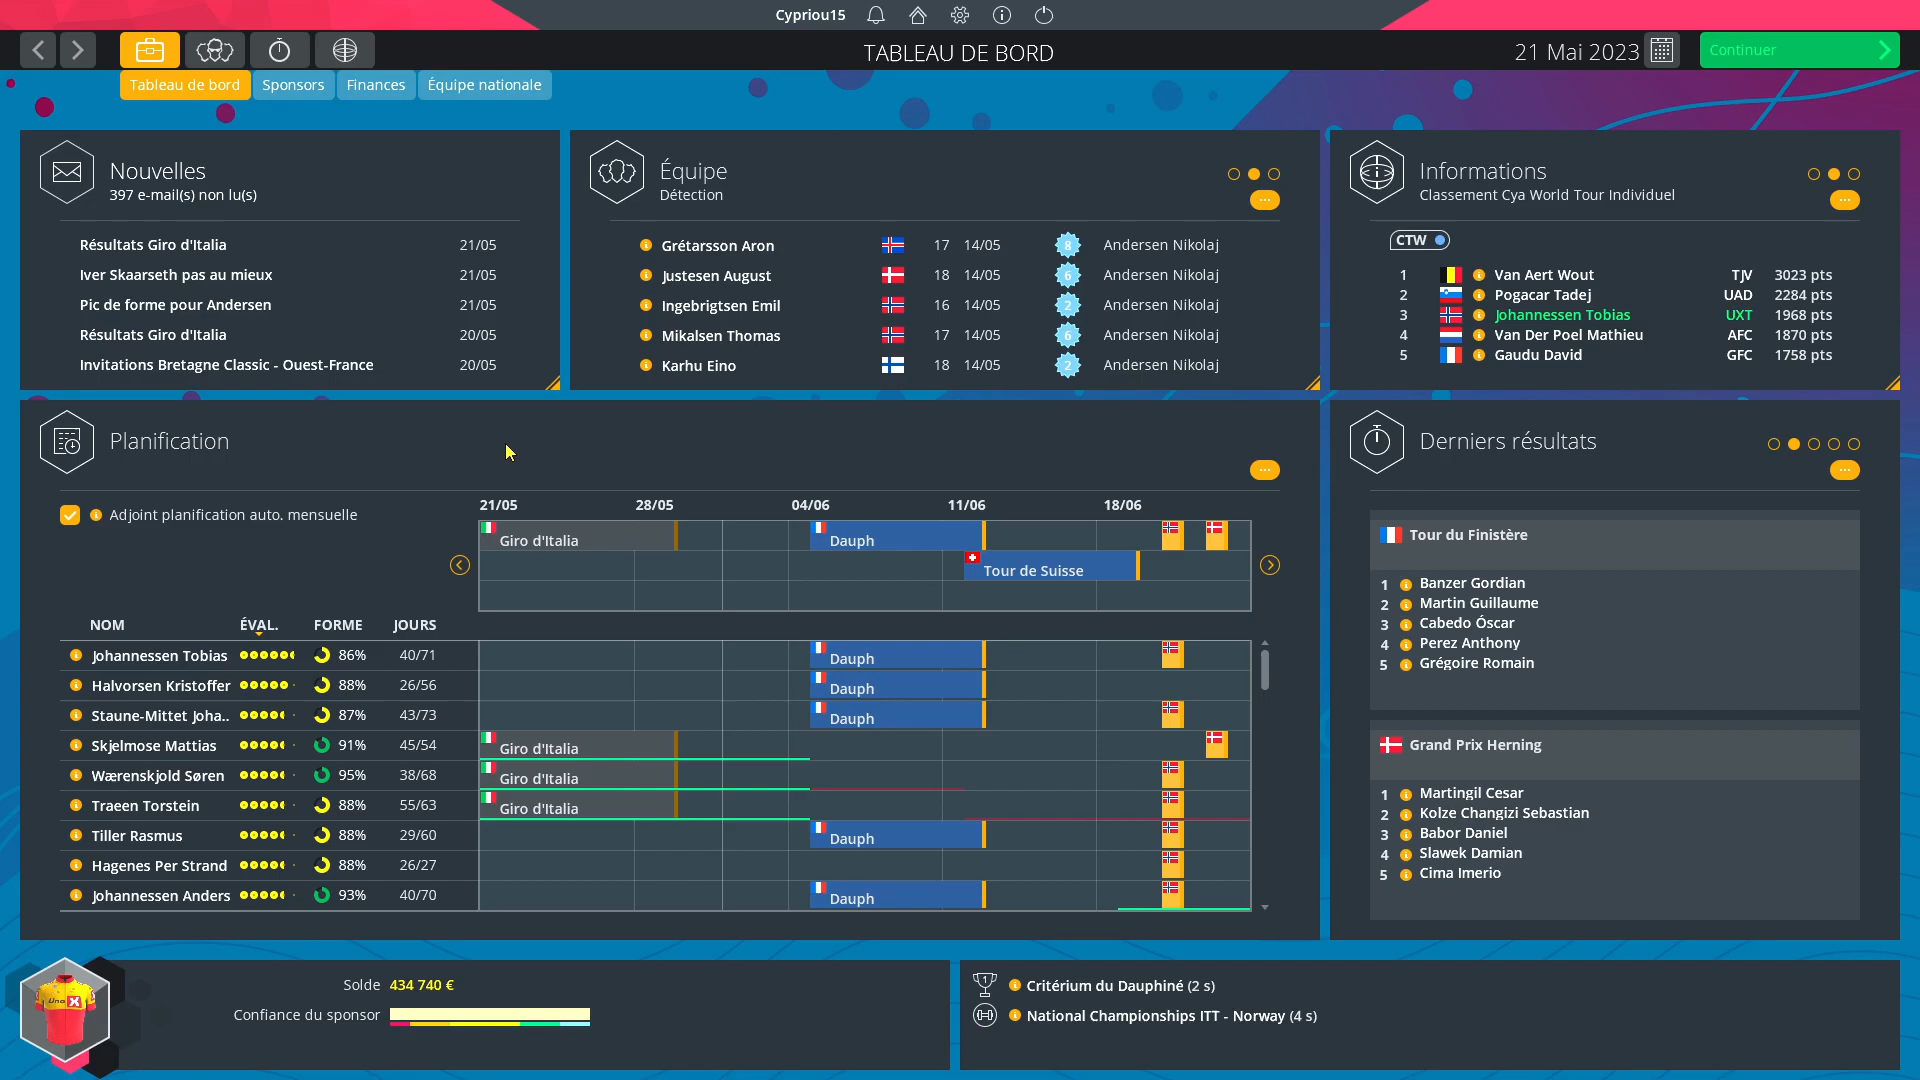 Cypriou15
TABLEAU DE BORD
21 Mai 2023
Continuer
Tableau de bord
Sponsors
Finances
Équipe nationale
Nouvelles
397 e-mail(s) non lu(s)
Résultats Giro d'Italia 21/05
Iver Skaarseth pas au mieux 21/05
Pic de forme pour Andersen 21/05
Résultats Giro d'Italia 20/05
Invitations Bretagne Classic - Ouest-France 20/05
Équipe
Détection
Grétarsson Aron 17 14/05 8 Andersen Nikolaj
Justesen August 18 14/05 6 Andersen Nikolaj
Ingebrigtsen Emil 16 14/05 2 Andersen Nikolaj
Mikalsen Thomas 17 14/05 6 Andersen Nikolaj
Karhu Eino 18 14/05 2 Andersen Nikolaj
Informations
Classement Cya World Tour Individuel
CTW
1 Van Aert Wout TJV 3023 pts
2 Pogacar Tadej UAD 2284 pts
3 Johannessen Tobias UXT 1968 pts
4 Van Der Poel Mathieu AFC 1870 pts
5 Gaudu David GFC 1758 pts
Planification
Adjoint planification auto. mensuelle
21/05 28/05 04/06 11/06 18/06
Giro d'Italia Dauph
Tour de Suisse
NOM ÉVAL. FORME JOURS
Johannessen Tobias 86% 40/71 Dauph
Halvorsen Kristoffer 88% 26/56 Dauph
Staune-Mittet Joha.. 87% 43/73 Dauph
Skjelmose Mattias 91% 45/54 Giro d'Italia
Wærenskjold Søren 95% 38/68 Giro d'Italia
Traeen Torstein 88% 55/63 Giro d'Italia
Tiller Rasmus 88% 29/60 Dauph
Hagenes Per Strand 88% 26/27
Johannessen Anders 93% 40/70 Dauph
Derniers résultats
Tour du Finistère
1 Banzer Gordian
2 Martin Guillaume
3 Cabedo Óscar
4 Perez Anthony
5 Grégoire Romain
Grand Prix Herning
1 Martingil Cesar
2 Kolze Changizi Sebastian
3 Babor Daniel
4 Slawek Damian
5 Cima Imerio
Uno X
Solde 434 740 €
Confiance du sponsor
1 Critérium du Dauphiné (2 s)
National Championships ITT - Norway (4 s)